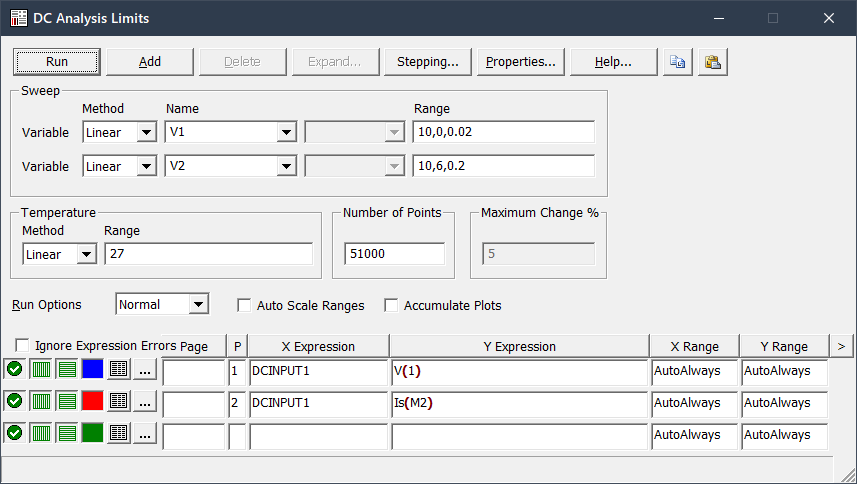 DC Analysis Limits
Run Add Delete Expand... Stepping... Properties... Help...
Sweep
Method Name Range
Variable Linear V1 10,0,0.02
Variable Linear V2 10,6,0.2
Temperature Number of Points Maximum Change %
Method Range
Linear 27 51000 5
Run Options Normal Auto Scale Ranges Accumulate Plots
Ignore Expression Errors Page P X Expression Y Expression X Range Y Range >
... 1 DCINPUT1 V(1) AutoAlways AutoAlways
... 2 DCINPUT1 Is(M2) AutoAlways AutoAlways
... AutoAlways AutoAlways